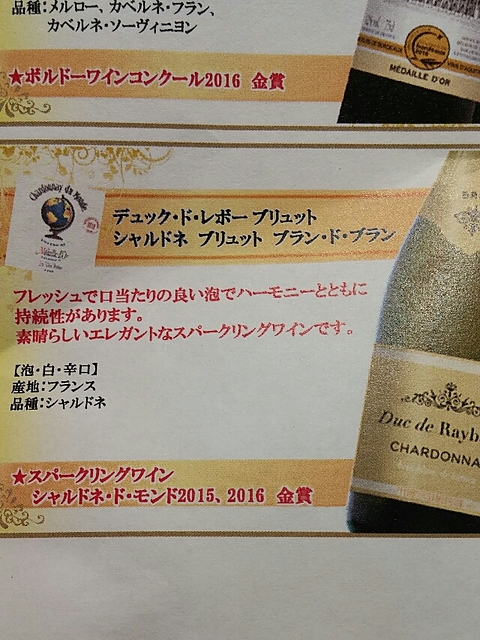 品種：メルロー、カベルネ・フラン、
カベルネ・ソーヴィニヨン
★ボルドーワインコンクール2016 金賞
MÉDAILLE D'OR
Chardonnay du Monde
デュック・ド・レボー ブリュット
シャルドネ ブリュット ブラン・ド・ブラン
フレッシュで口当たりの良い泡でハーモニーとともに
持続性があります。
素晴らしいエレガントなスパークリングワインです。
【泡・白・辛口】
産地：フランス
品種：シャルドネ
Duc de Rayb
CHARDONNA
★スパークリングワイン
シャルドネ・ド・モンド2015、2016 金賞